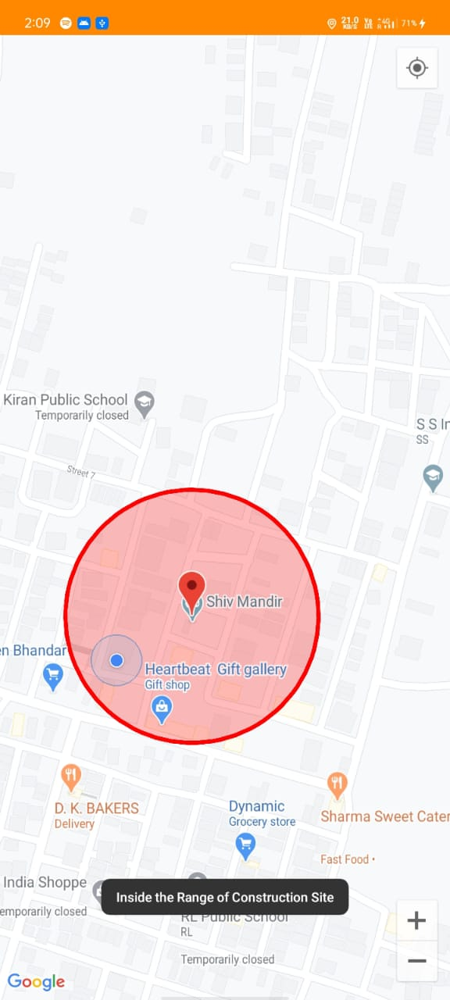 2:09
21.0
KB/S
Vo
LTE
4G
R
71%
Kiran Public School
Temporarily closed
S S In
SS
Street 7
Shiv Mandir
en Bhandar
Heartbeat Gift gallery
Gift shop
D. K. BAKERS
Delivery
Dynamic
Grocery store
Sharma Sweet Cater
Fast Food •
India Shoppe
emporarily closed
Inside the Range of Construction Site
RL Public School
RL
Temporarily closed
+
−
Google